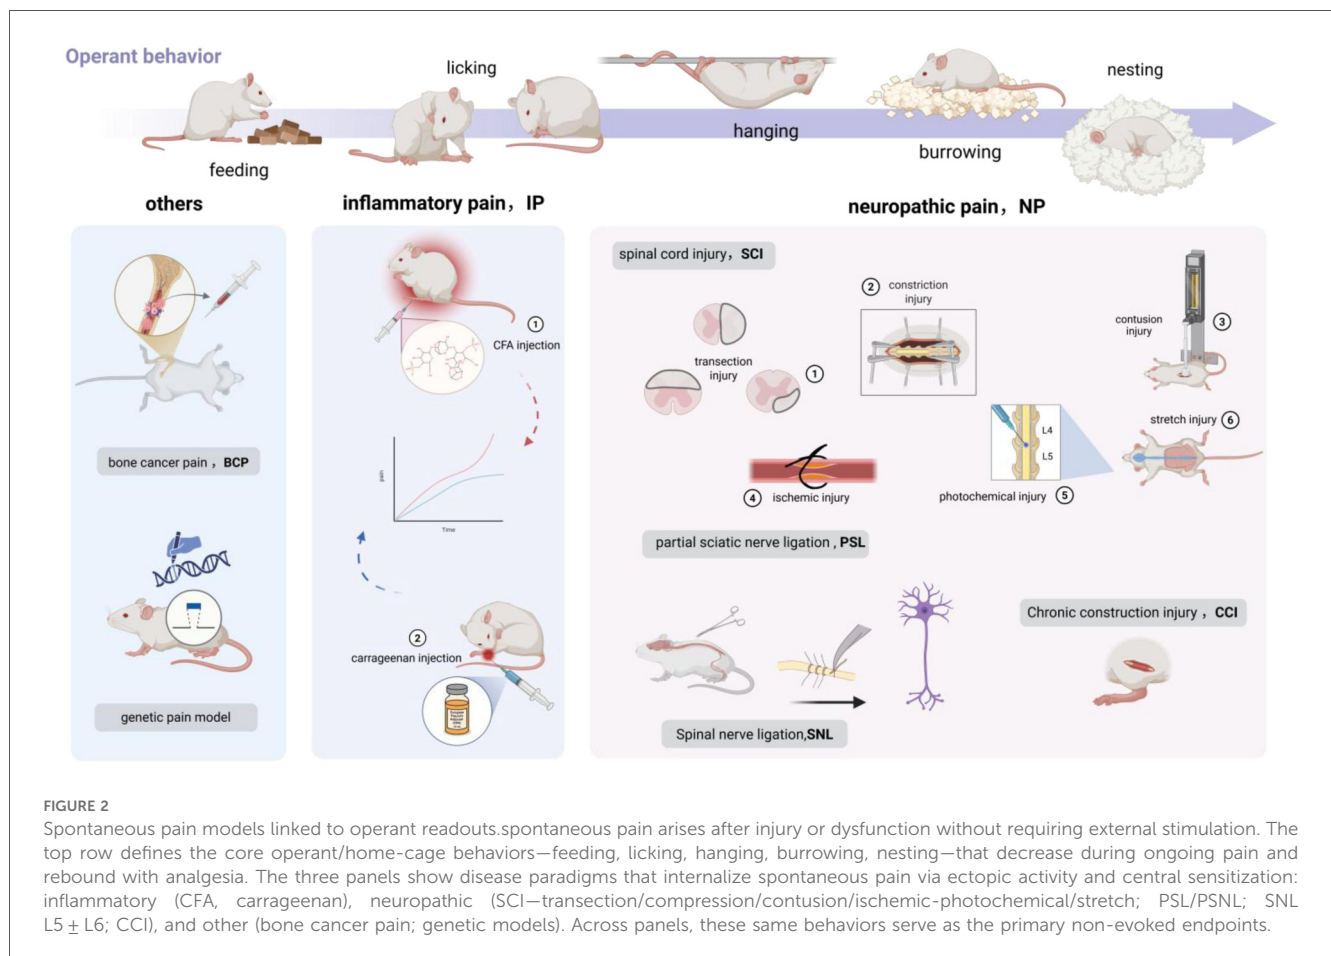 Operant behavior
feeding
licking
hanging
burrowing
nesting
others
inflammatory pain，IP
neuropathic pain，NP
bone cancer pain，BCP
genetic pain model
①
CFA injection
pain
Time
②
carrageenan injection
spinal cord injury，SCI
transection
injury
①
② constriction
injury
contusion
injury
③
④ ischemic injury
L4
L5
photochemical injury ⑤
stretch injury ⑥
partial sciatic nerve ligation , PSL
Spinal nerve ligation,SNL
Chronic construction injury，CCI
FIGURE 2
Spontaneous pain models linked to operant readouts.spontaneous pain arises after injury or dysfunction without requiring external stimulation. The
top row defines the core operant/home-cage behaviors—feeding, licking, hanging, burrowing, nesting—that decrease during ongoing pain and
rebound with analgesia. The three panels show disease paradigms that internalize spontaneous pain via ectopic activity and central sensitization:
inflammatory (CFA, carrageenan), neuropathic (SCI—transection/compression/contusion/ischemic-photochemical/stretch; PSL/PSNL; SNL
L5 ± L6; CCI), and other (bone cancer pain; genetic models). Across panels, these same behaviors serve as the primary non-evoked endpoints.